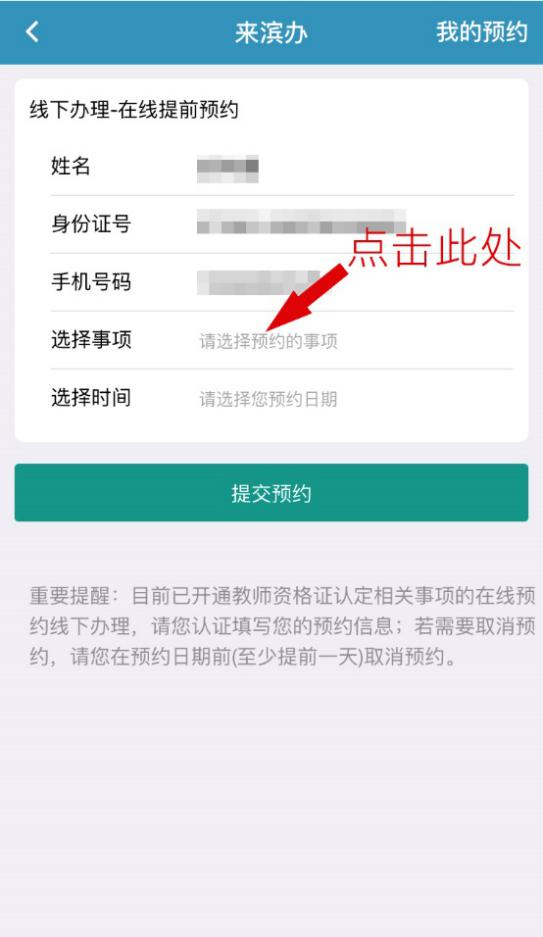 来滨办
我的预约
线下办理-在线提前预约
姓名
身份证号
点击此处
手机号码
选择事项 请选择预约的事项
选择时间 请选择您预约日期
提交预约
重要提醒：目前已开通教师资格证认定相关事项的在线预
约线下办理，请您认证填写您的预约信息；若需要取消预
约，请您在预约日期前(至少提前一天)取消预约。